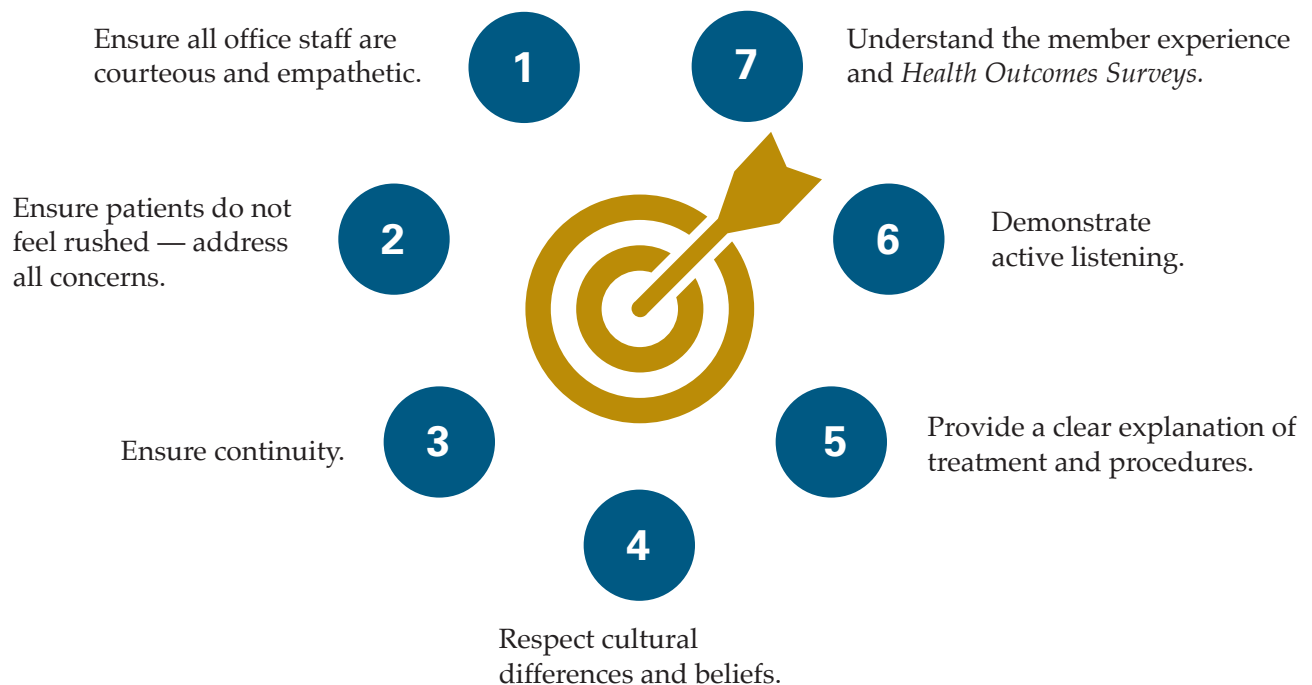 1
Ensure all office staff are
courteous and empathetic.
2
Ensure patients do not
feel rushed — address
all concerns.
3
Ensure continuity.
4
Respect cultural
differences and beliefs.
5
Provide a clear explanation of
treatment and procedures.
6
Demonstrate
active listening.
7
Understand the member experience
and Health Outcomes Surveys.